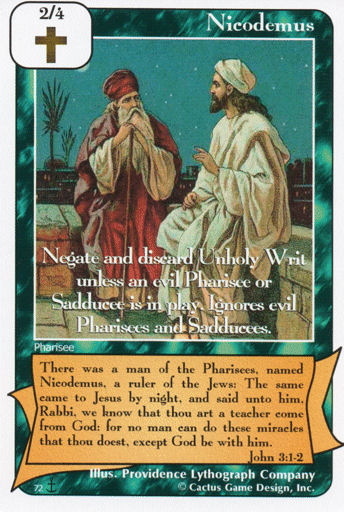 2/4
Nicodemus
Negate and discard Unholy Writ
unless an evil Pharisee or
Sadducee is in play. Ignores evil
Pharisees and Sadducees.
Pharisee
There was a man of the Pharisees, named
Nicodemus, a ruler of the Jews: The same
came to Jesus by night, and said unto him,
Rabbi, we know that thou art a teacher come
from God: for no man can do these miracles
that thou doest, except God be with him.
John 3:1-2
Illus. Providence Lythograph Company
72
© Cactus Game Design, Inc.